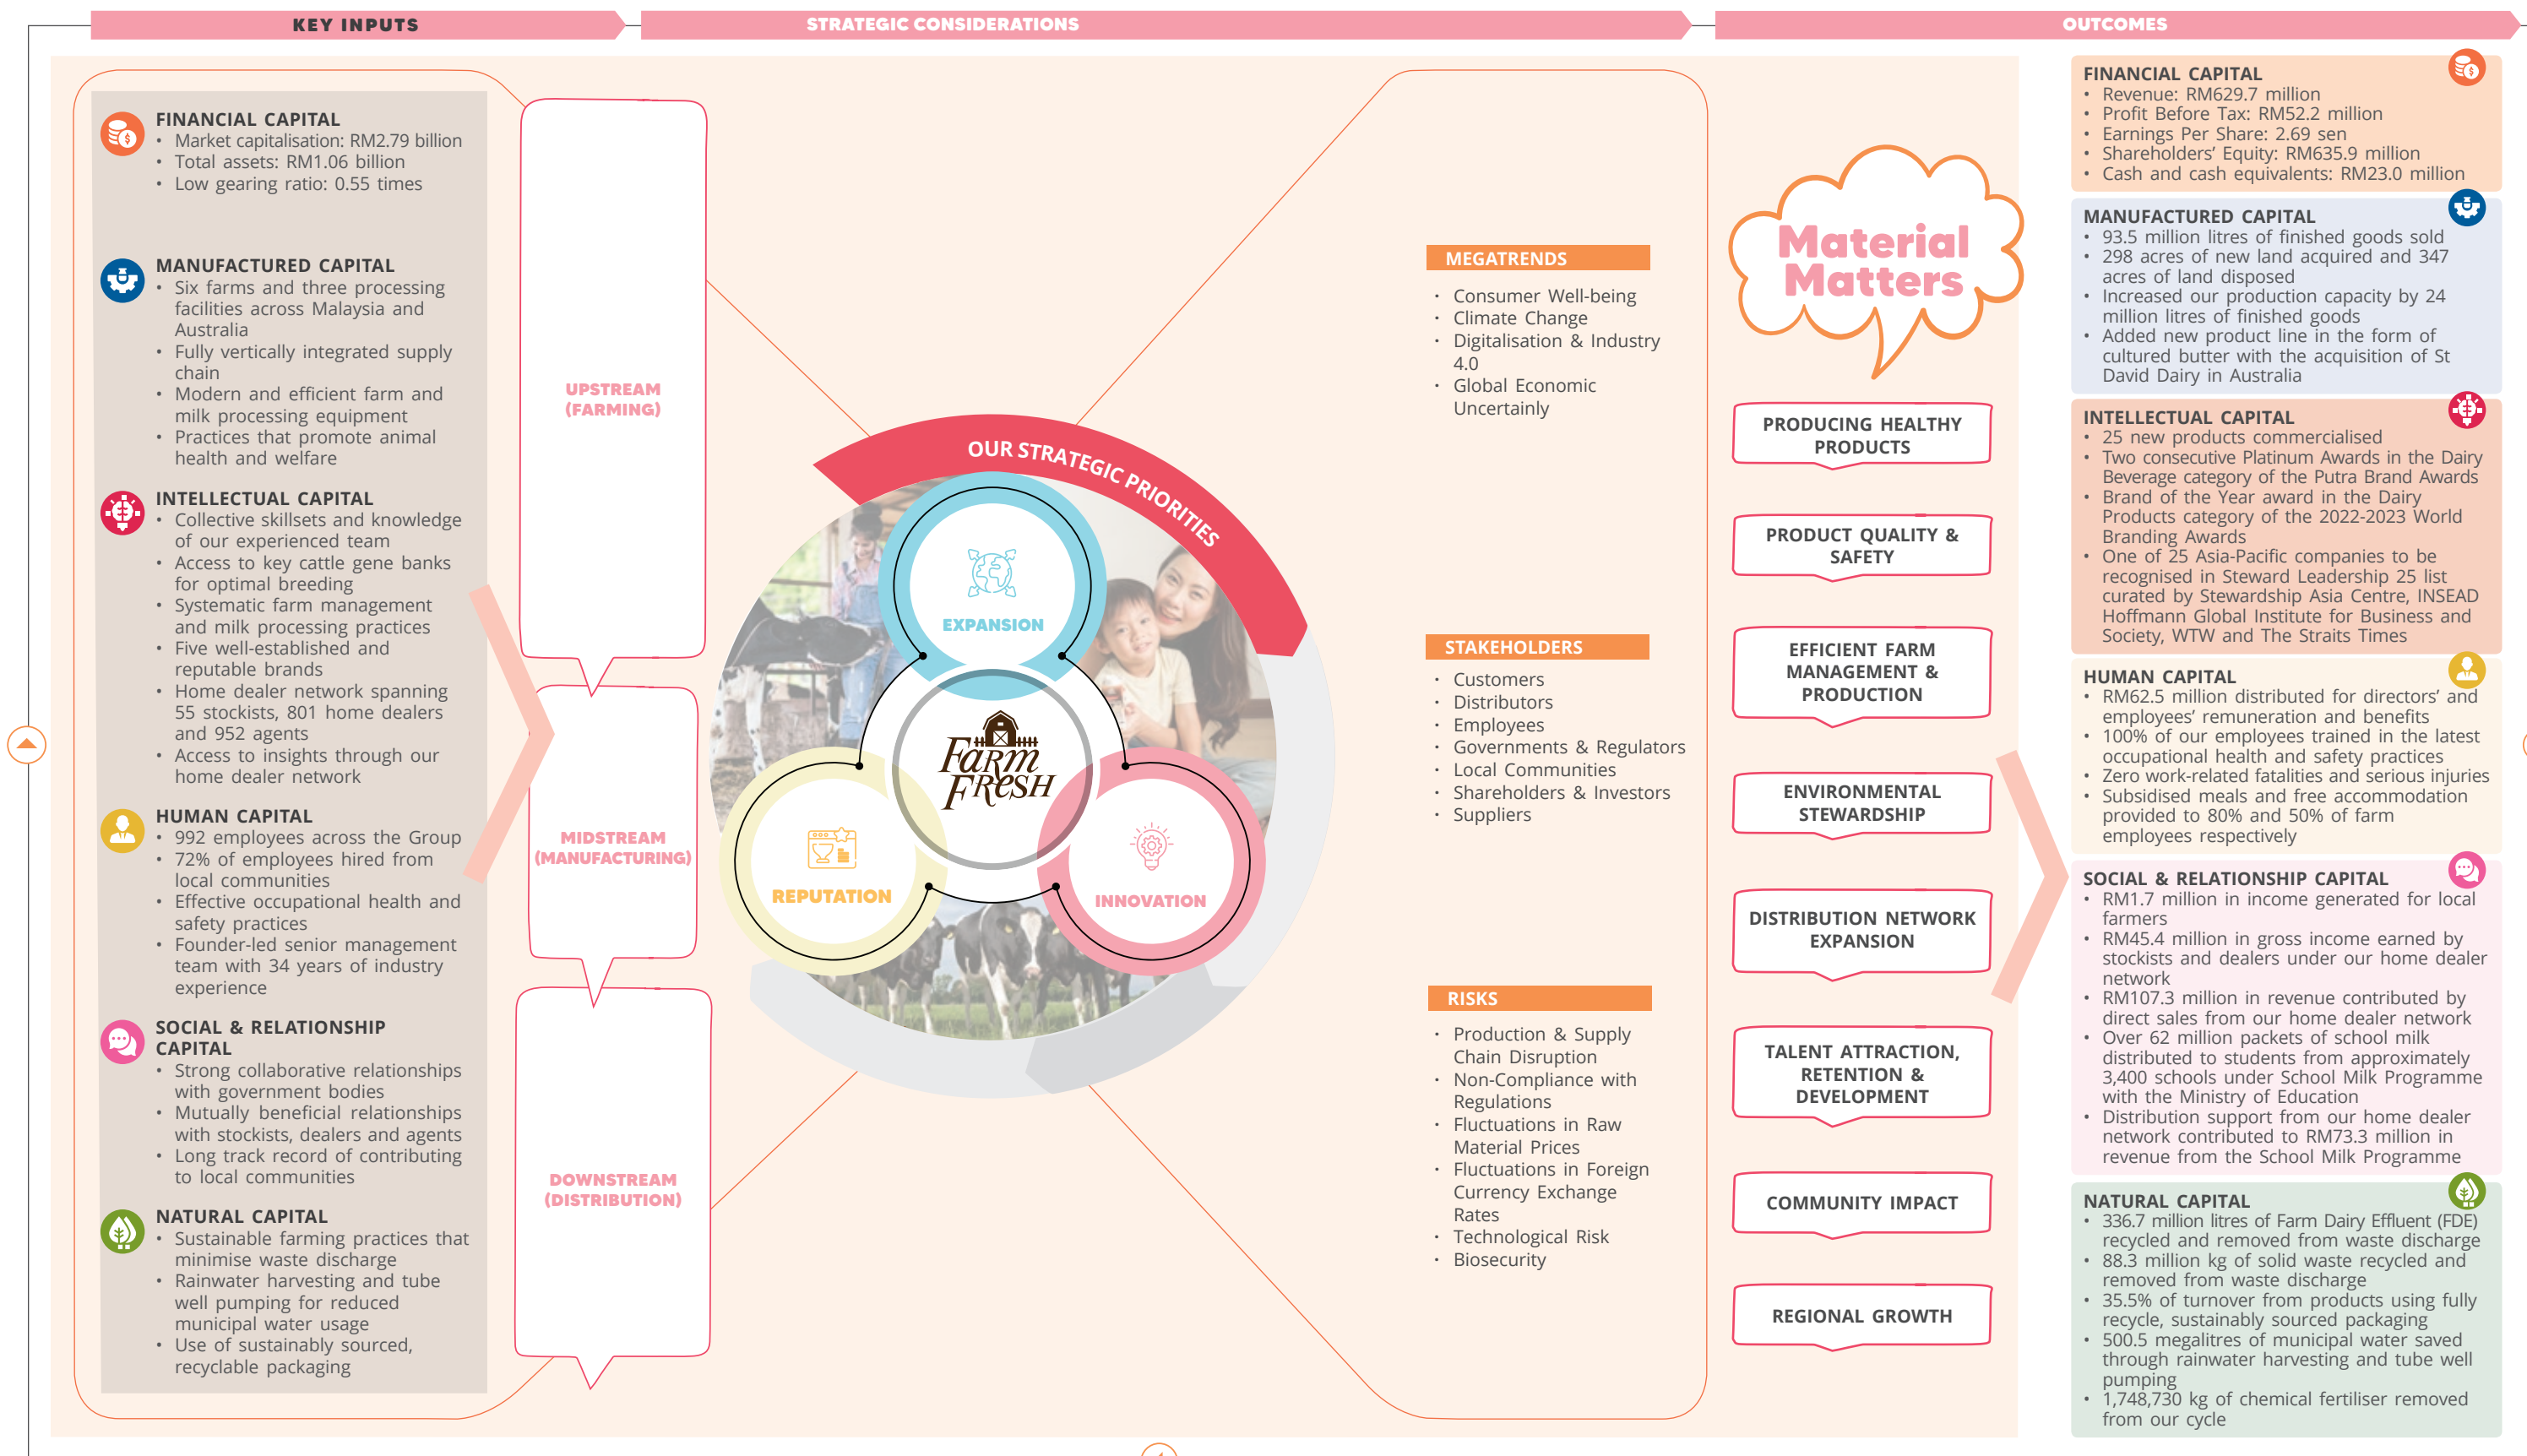 KEY INPUTS
STRATEGIC CONSIDERATIONS
OUTCOMES
FINANCIAL CAPITAL
• Market capitalisation: RM2.79 billion
• Total assets: RM1.06 billion
• Low gearing ratio: 0.55 times
MANUFACTURED CAPITAL
• Six farms and three processing
facilities across Malaysia and
Australia
• Fully vertically integrated supply
chain
• Modern and efficient farm and
milk processing equipment
• Practices that promote animal
health and welfare
INTELLECTUAL CAPITAL
• Collective skillsets and knowledge
of our experienced team
• Access to key cattle gene banks
for optimal breeding
• Systematic farm management
and milk processing practices
• Five well-established and
reputable brands
• Home dealer network spanning
55 stockists, 801 home dealers
and 952 agents
• Access to insights through our
home dealer network
HUMAN CAPITAL
• 992 employees across the Group
• 72% of employees hired from
local communities
• Effective occupational health and
safety practices
• Founder-led senior management
team with 34 years of industry
experience
SOCIAL & RELATIONSHIP
CAPITAL
• Strong collaborative relationships
with government bodies
• Mutually beneficial relationships
with stockists, dealers and agents
• Long track record of contributing
to local communities
NATURAL CAPITAL
• Sustainable farming practices that
minimise waste discharge
• Rainwater harvesting and tube
well pumping for reduced
municipal water usage
• Use of sustainably sourced,
recyclable packaging
UPSTREAM
(FARMING)
MIDSTREAM
(MANUFACTURING)
DOWNSTREAM
(DISTRIBUTION)
OUR STRATEGIC PRIORITIES
EXPANSION
FARM
FRESH
REPUTATION
INNOVATION
MEGATRENDS
• Consumer Well-being
• Climate Change
• Digitalisation & Industry
4.0
• Global Economic
Uncertainly
STAKEHOLDERS
• Customers
• Distributors
• Employees
• Governments & Regulators
• Local Communities
• Shareholders & Investors
• Suppliers
RISKS
• Production & Supply
Chain Disruption
• Non-Compliance with
Regulations
• Fluctuations in Raw
Material Prices
• Fluctuations in Foreign
Currency Exchange
Rates
• Technological Risk
• Biosecurity
Material
Matters
PRODUCING HEALTHY
PRODUCTS
PRODUCT QUALITY &
SAFETY
EFFICIENT FARM
MANAGEMENT &
PRODUCTION
ENVIRONMENTAL
STEWARDSHIP
DISTRIBUTION NETWORK
EXPANSION
TALENT ATTRACTION,
RETENTION &
DEVELOPMENT
COMMUNITY IMPACT
REGIONAL GROWTH
FINANCIAL CAPITAL
• Revenue: RM629.7 million
• Profit Before Tax: RM52.2 million
• Earnings Per Share: 2.69 sen
• Shareholders’ Equity: RM635.9 million
• Cash and cash equivalents: RM23.0 million
MANUFACTURED CAPITAL
• 93.5 million litres of finished goods sold
• 298 acres of new land acquired and 347
acres of land disposed
• Increased our production capacity by 24
million litres of finished goods
• Added new product line in the form of
cultured butter with the acquisition of St
David Dairy in Australia
INTELLECTUAL CAPITAL
• 25 new products commercialised
• Two consecutive Platinum Awards in the Dairy
Beverage category of the Putra Brand Awards
• Brand of the Year award in the Dairy
Products category of the 2022-2023 World
Branding Awards
• One of 25 Asia-Pacific companies to be
recognised in Steward Leadership 25 list
curated by Stewardship Asia Centre, INSEAD
Hoffmann Global Institute for Business and
Society, WTW and The Straits Times
HUMAN CAPITAL
• RM62.5 million distributed for directors’ and
employees’ remuneration and benefits
• 100% of our employees trained in the latest
occupational health and safety practices
• Zero work-related fatalities and serious injuries
• Subsidised meals and free accommodation
provided to 80% and 50% of farm
employees respectively
SOCIAL & RELATIONSHIP CAPITAL
• RM1.7 million in income generated for local
farmers
• RM45.4 million in gross income earned by
stockists and dealers under our home dealer
network
• RM107.3 million in revenue contributed by
direct sales from our home dealer network
• Over 62 million packets of school milk
distributed to students from approximately
3,400 schools under School Milk Programme
with the Ministry of Education
• Distribution support from our home dealer
network contributed to RM73.3 million in
revenue from the School Milk Programme
NATURAL CAPITAL
• 336.7 million litres of Farm Dairy Effluent (FDE)
recycled and removed from waste discharge
• 88.3 million kg of solid waste recycled and
removed from waste discharge
• 35.5% of turnover from products using fully
recycle, sustainably sourced packaging
• 500.5 megalitres of municipal water saved
through rainwater harvesting and tube well
pumping
• 1,748,730 kg of chemical fertiliser removed
from our cycle